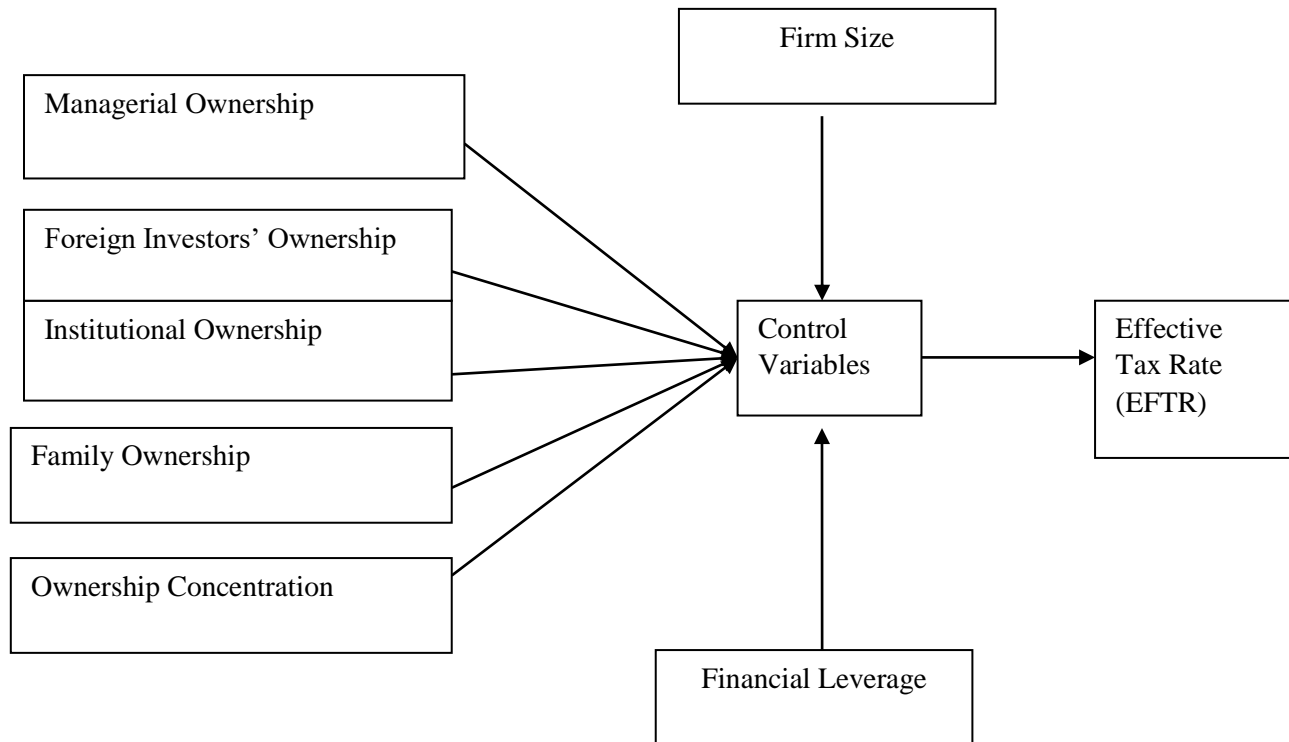 Firm Size
Managerial Ownership
Foreign Investors’ Ownership
Institutional Ownership
Control
Variables
Effective
Tax Rate
(EFTR)
Family Ownership
Ownership Concentration
Financial Leverage